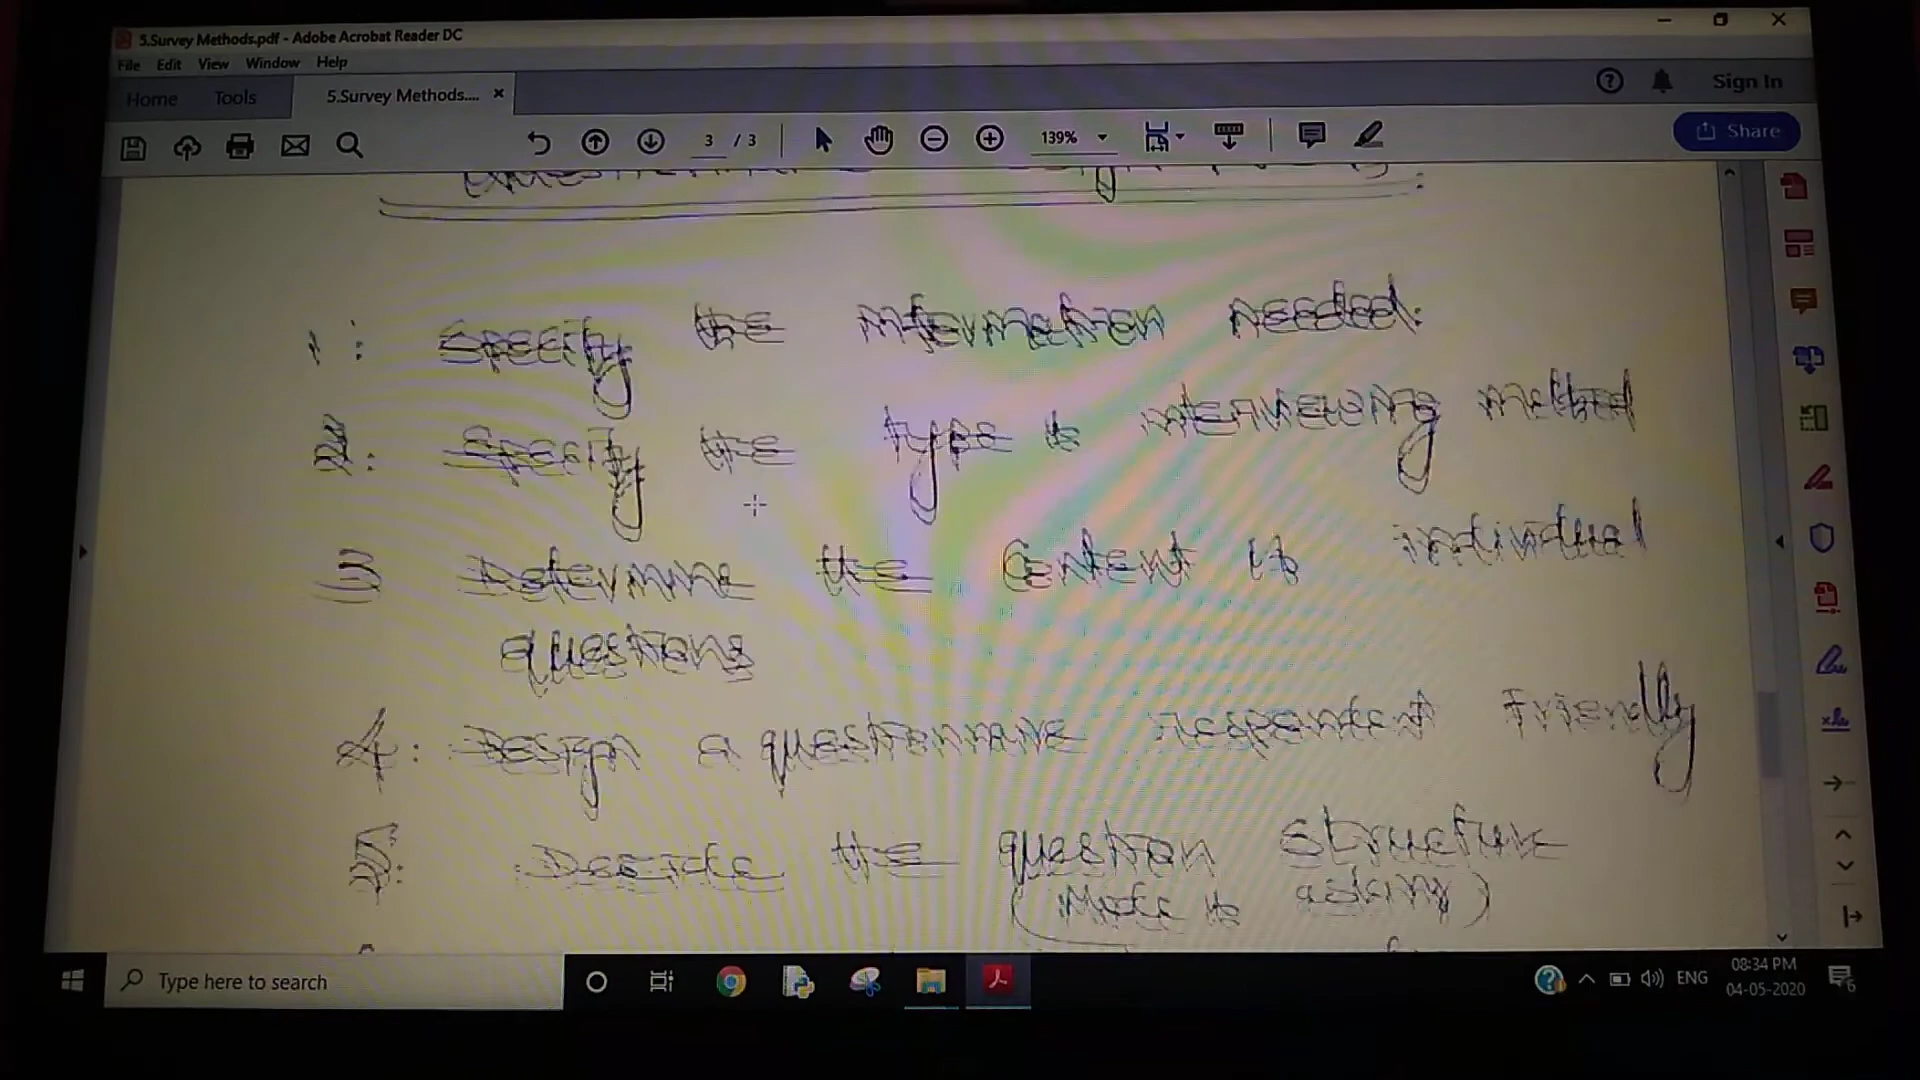 5.Survey Methods.pdf - Adobe Acrobat Reader DC
File Edit View Window Help
Home Tools 5.Survey Methods.... × Sign In
3 / 3 139% Share
1: Specify the information needed.
2: Specify the type of interviewing method
3 Determine the Content of individual
questions
4: Design a questionnaire respondent friendly
5: Decide the question structure
(Mode of asking)
Type here to search
ENG 08:34 PM
04-05-2020